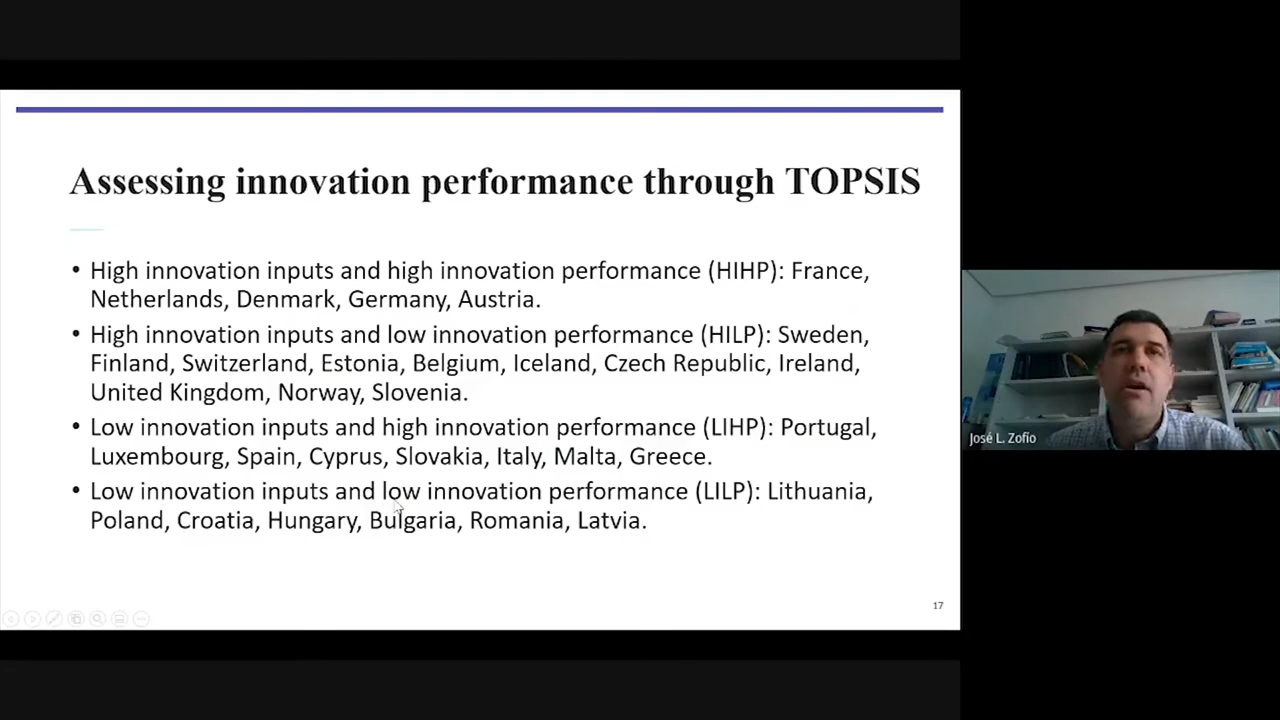 Assessing innovation performance through TOPSIS
• High innovation inputs and high innovation performance (HIHP): France,
Netherlands, Denmark, Germany, Austria.
• High innovation inputs and low innovation performance (HILP): Sweden,
Finland, Switzerland, Estonia, Belgium, Iceland, Czech Republic, Ireland,
United Kingdom, Norway, Slovenia.
• Low innovation inputs and high innovation performance (LIHP): Portugal,
Luxembourg, Spain, Cyprus, Slovakia, Italy, Malta, Greece.
• Low innovation inputs and low innovation performance (LILP): Lithuania,
Poland, Croatia, Hungary, Bulgaria, Romania, Latvia.
17
José L. Zofío